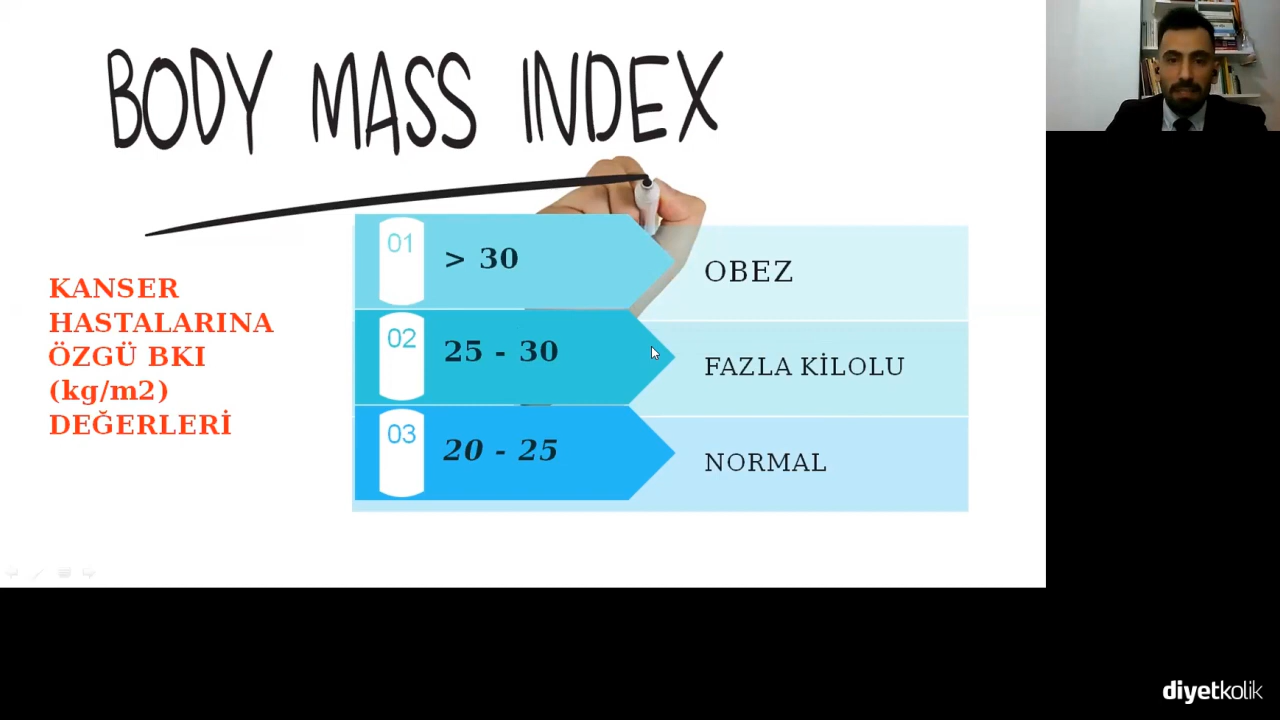 BODY MASS INDEX
KANSER
HASTALARINA
ÖZGÜ BKI
(kg/m2)
DEĞERLERİ
01
> 30
OBEZ
02
25 - 30
FAZLA KİLOLU
03
20 - 25
NORMAL
diyetkolik